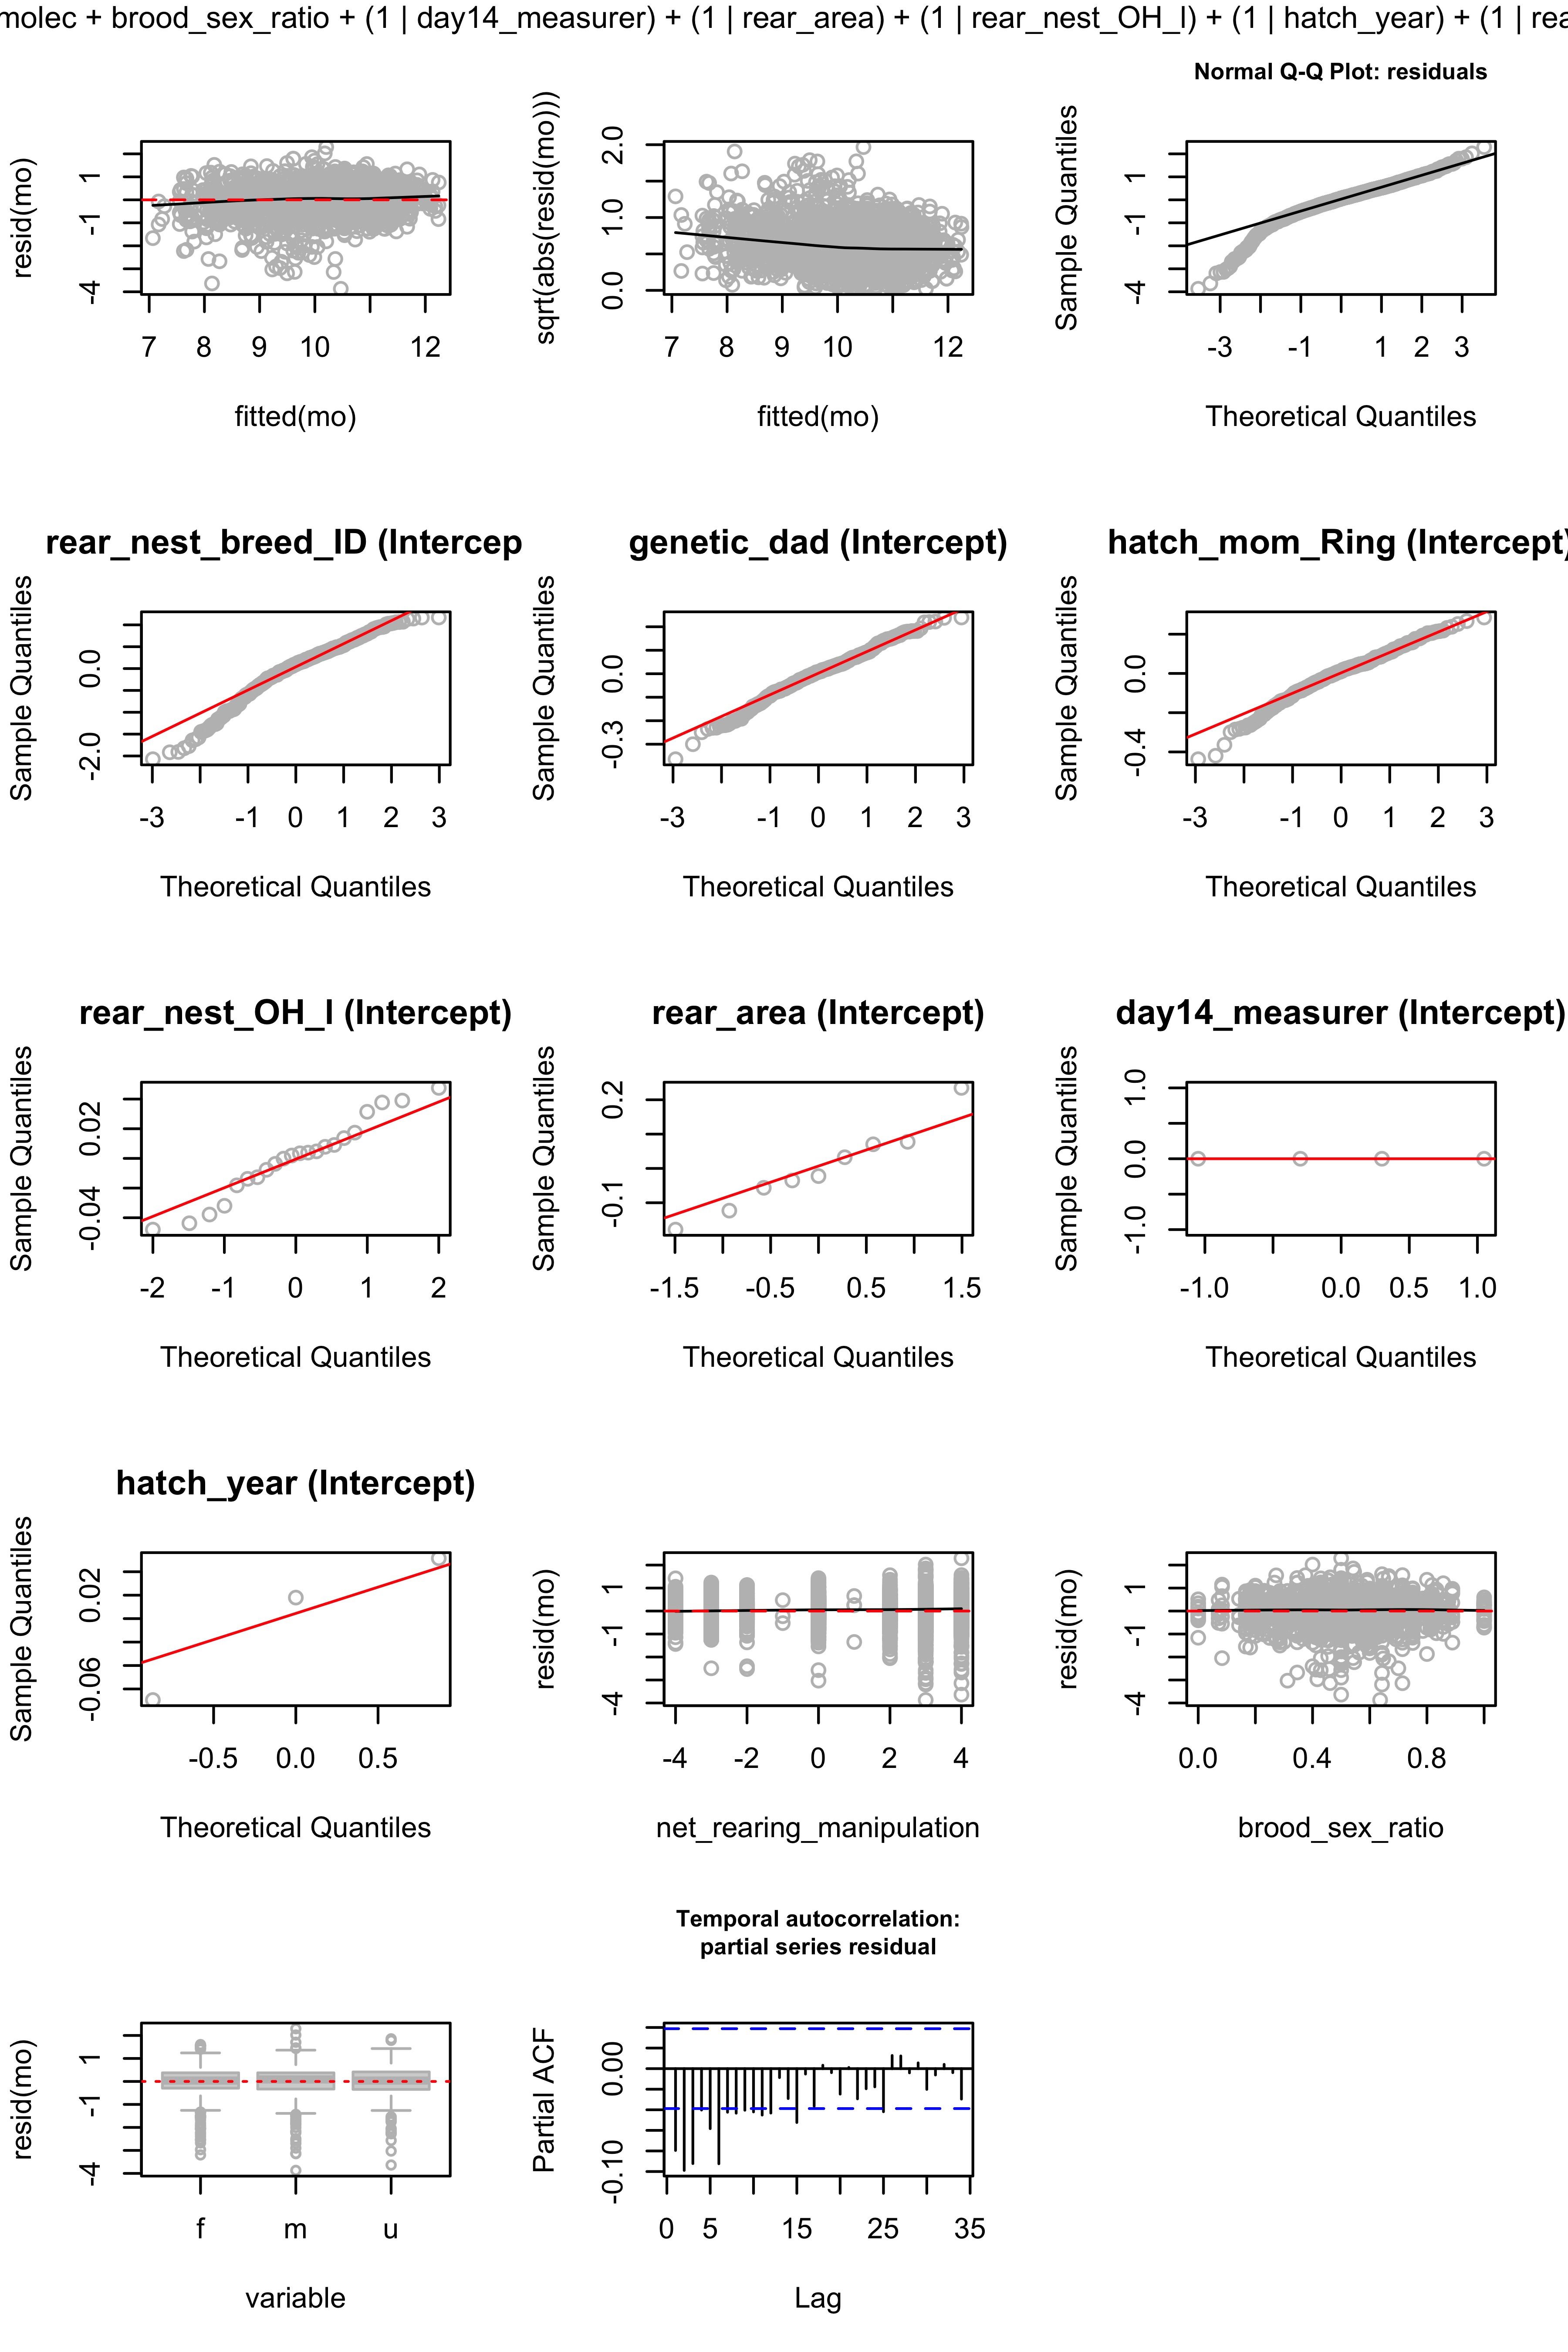 molec + brood_sex_ratio + (1 | day14_measurer) + (1 | rear_area) + (1 | rear_nest_OH_l) + (1 | hatch_year) + (1 | rea
Normal Q-Q Plot: residuals
resid(mo)
1
-1
-4
7 8 9 10 12
fitted(mo)
sqrt(abs(resid(mo)))
2.0
1.0
0.0
7 8 9 10 12
fitted(mo)
Sample Quantiles
1
-1
-4
-3 -1 1 2 3
Theoretical Quantiles
rear_nest_breed_ID (Intercep
Sample Quantiles
0.0
-2.0
-3 -1 0 1 2 3
Theoretical Quantiles
genetic_dad (Intercept)
Sample Quantiles
0.0
-0.3
-3 -1 0 1 2 3
Theoretical Quantiles
hatch_mom_Ring (Intercept)
Sample Quantiles
0.0
-0.4
-3 -1 0 1 2 3
Theoretical Quantiles
rear_nest_OH_l (Intercept)
Sample Quantiles
0.02
-0.04
-2 -1 0 1 2
Theoretical Quantiles
rear_area (Intercept)
Sample Quantiles
0.2
-0.1
-1.5 -0.5 0.5 1.5
Theoretical Quantiles
day14_measurer (Intercept)
Sample Quantiles
1.0
0.0
-1.0
-1.0 0.0 0.5 1.0
Theoretical Quantiles
hatch_year (Intercept)
Sample Quantiles
0.02
-0.06
-0.5 0.0 0.5
Theoretical Quantiles
resid(mo)
1
-1
-4
-4 -2 0 2 4
net_rearing_manipulation
resid(mo)
1
-1
-4
0.0 0.4 0.8
brood_sex_ratio
resid(mo)
1
-1
-4
f m u
variable
Temporal autocorrelation:
partial series residual
Partial ACF
0.00
-0.10
0 5 15 25 35
Lag